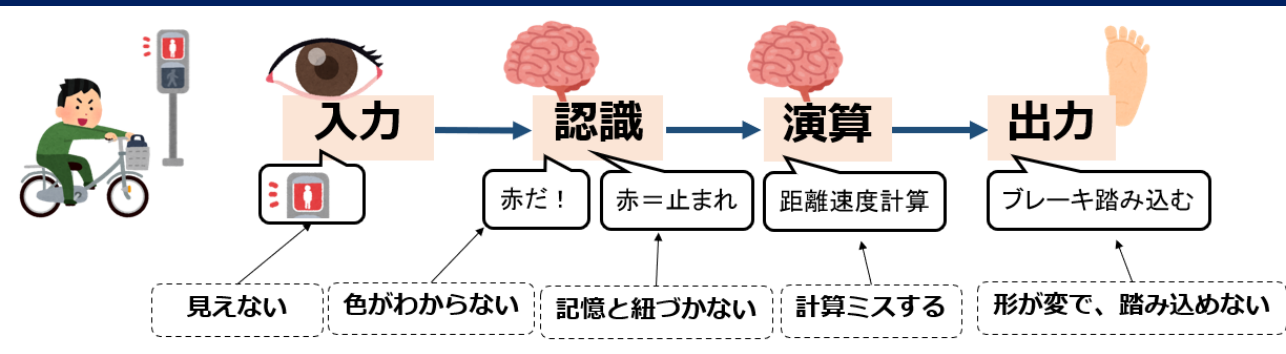 入力
認識
演算
出力
赤だ！
赤＝止まれ
距離速度計算
ブレーキ踏み込む
見えない
色がわからない
記憶と紐づかない
計算ミスする
形が変で、踏み込めない